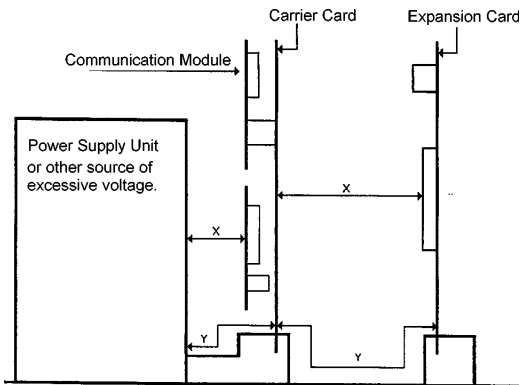 Carrier Card
Expansion Card
Communication Module
Power Supply Unit
or other source of
excessive voltage.
X
X
Y
Y